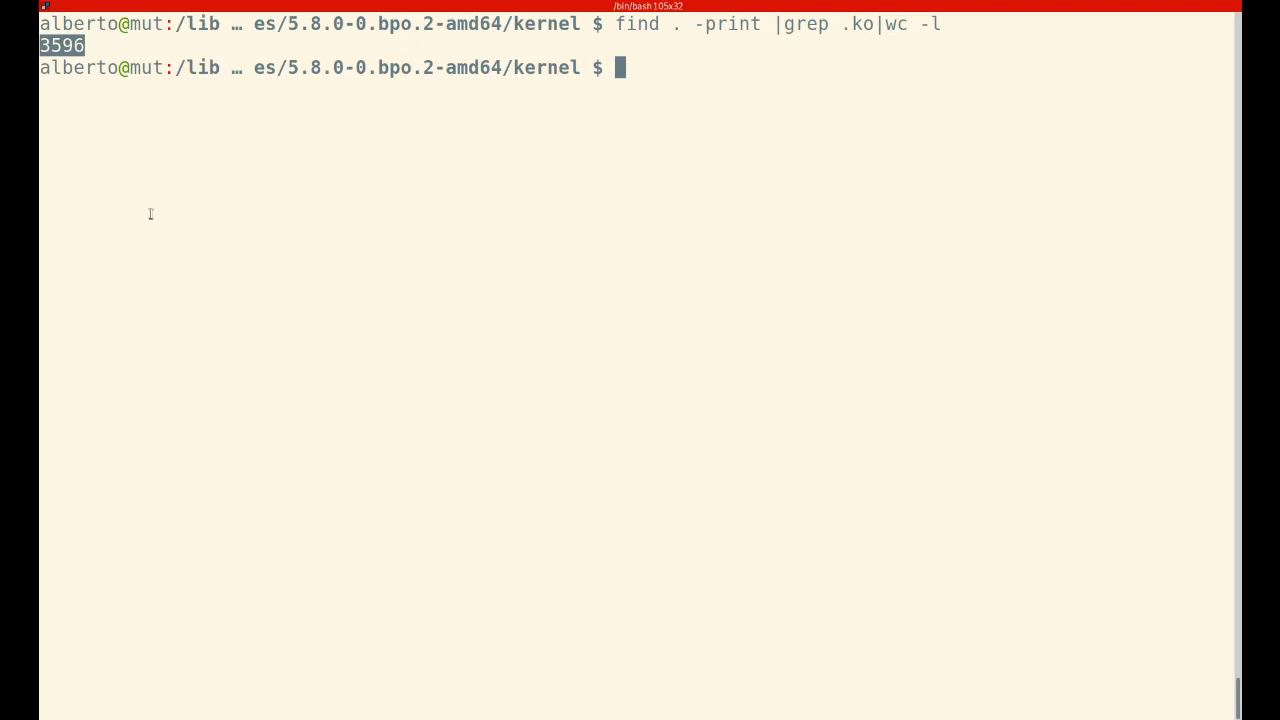 /bin/bash 105x32
alberto@mut:/lib … es/5.8.0-0.bpo.2-amd64/kernel $ find . -print |grep .ko|wc -l
3596
alberto@mut:/lib … es/5.8.0-0.bpo.2-amd64/kernel $